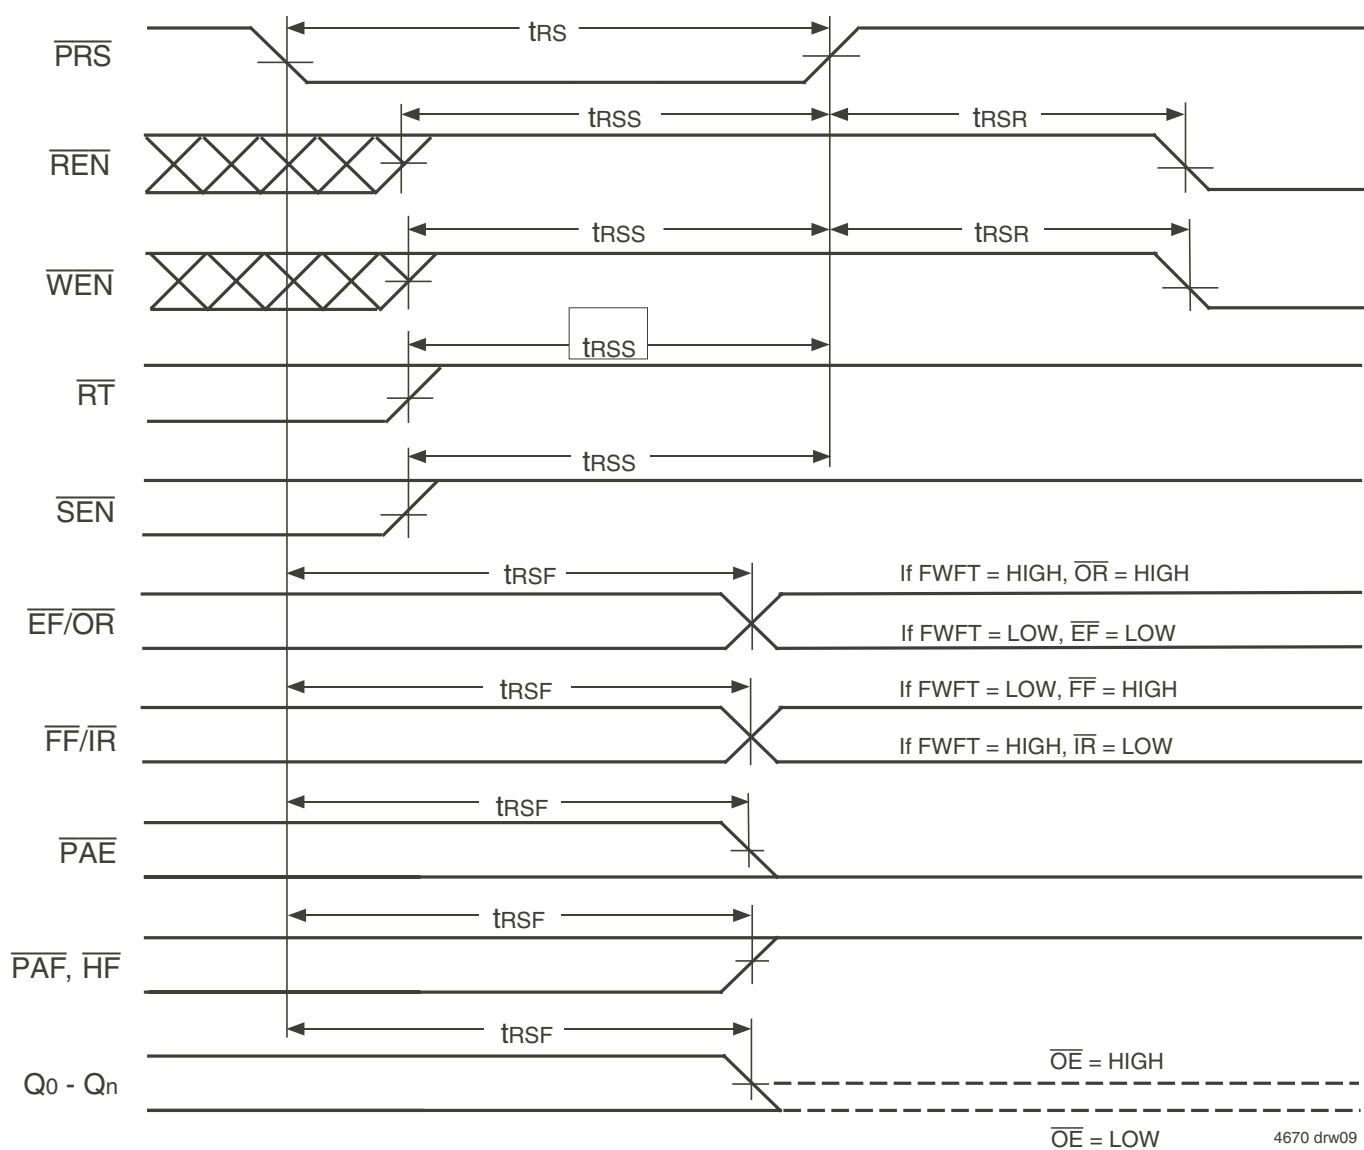 PRS
tRS
REN
tRSS
tRSR
WEN
tRSS
tRSR
RT
tRSS
SEN
tRSS
EF/OR
tRSF
If FWFT = HIGH, OR = HIGH
If FWFT = LOW, EF = LOW
FF/IR
tRSF
If FWFT = LOW, FF = HIGH
If FWFT = HIGH, IR = LOW
PAE
tRSF
PAF, HF
tRSF
Q0 - Qn
tRSF
OE = HIGH
OE = LOW
4670 drw09